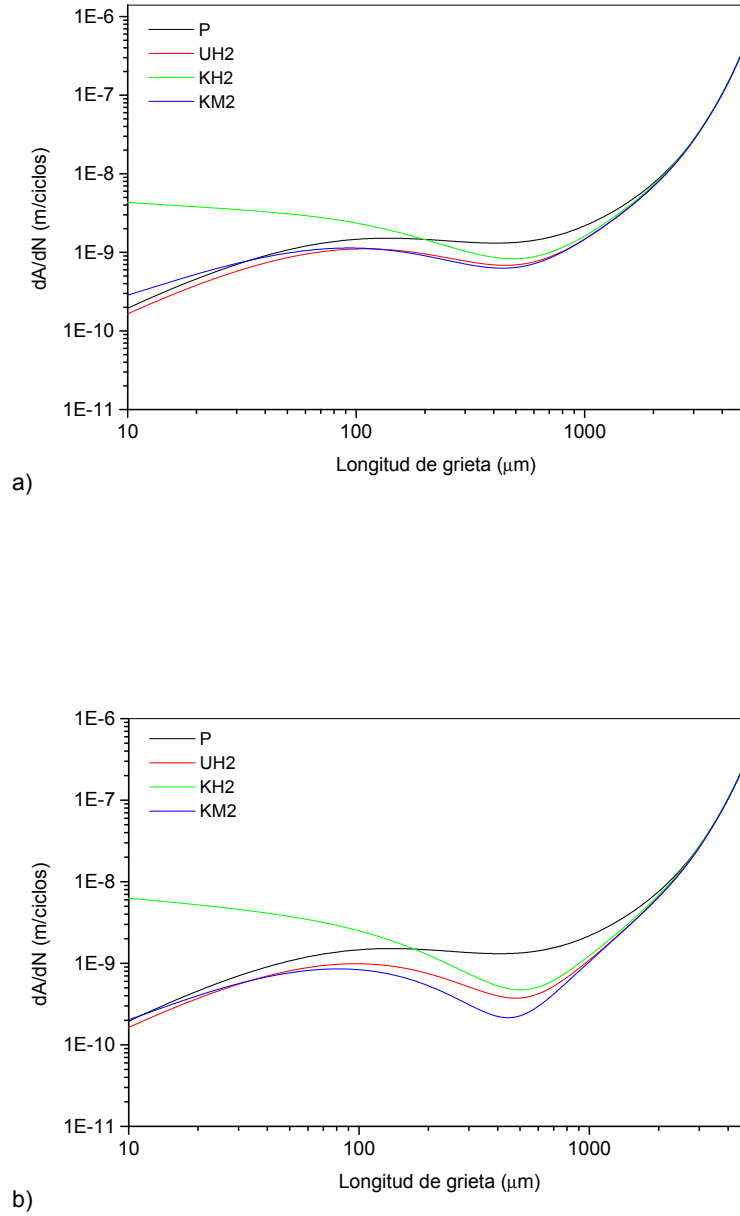 1E-6
1E-7
1E-8
1E-9
1E-10
1E-11
dA/dN (m/ciclos)
P
UH2
KH2
KM2
10
100
1000
Longitud de grieta (μm)
a)
1E-6
1E-7
1E-8
1E-9
1E-10
1E-11
dA/dN (m/ciclos)
P
UH2
KH2
KM2
10
100
1000
Longitud de grieta (μm)
b)